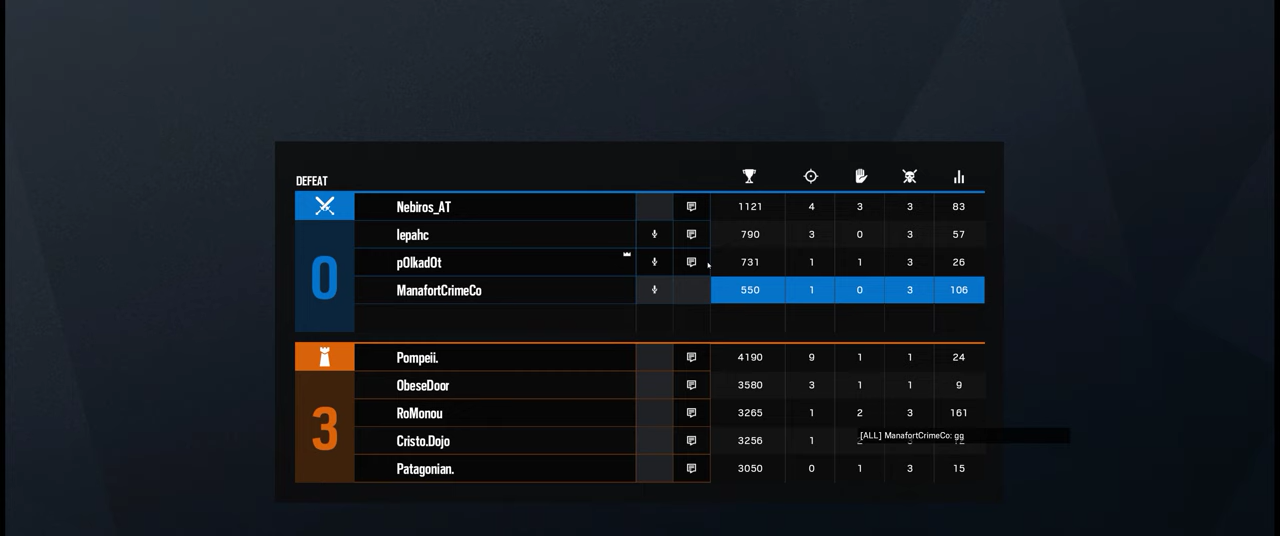 DEFEAT
Nebiros_AT 1121 4 3 3 83
lepahc 790 3 0 3 57
0
pOlkadOt 731 1 1 3 26
ManafortCrimeCo 550 1 0 3 106
Pompeii. 4190 9 1 1 24
ObeseDoor 3580 3 1 1 9
3
RoMonou 3265 1 2 3 161
[ALL] ManafortCrimeCo: gg
Cristo.Dojo 3256 1
Patagonian. 3050 0 1 3 15